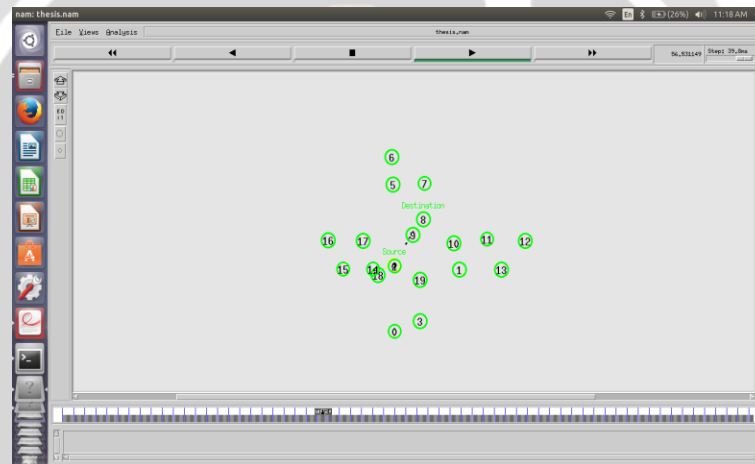 nam: thesis.nam
En
(26%)
11:18 AM
File Views Analysis
thesis.nam
56.531149
Step: 39.8ms
6
5
7
Destination
8
9
16
17
10
11
12
Source
15
14
18
19
1
13
3
0